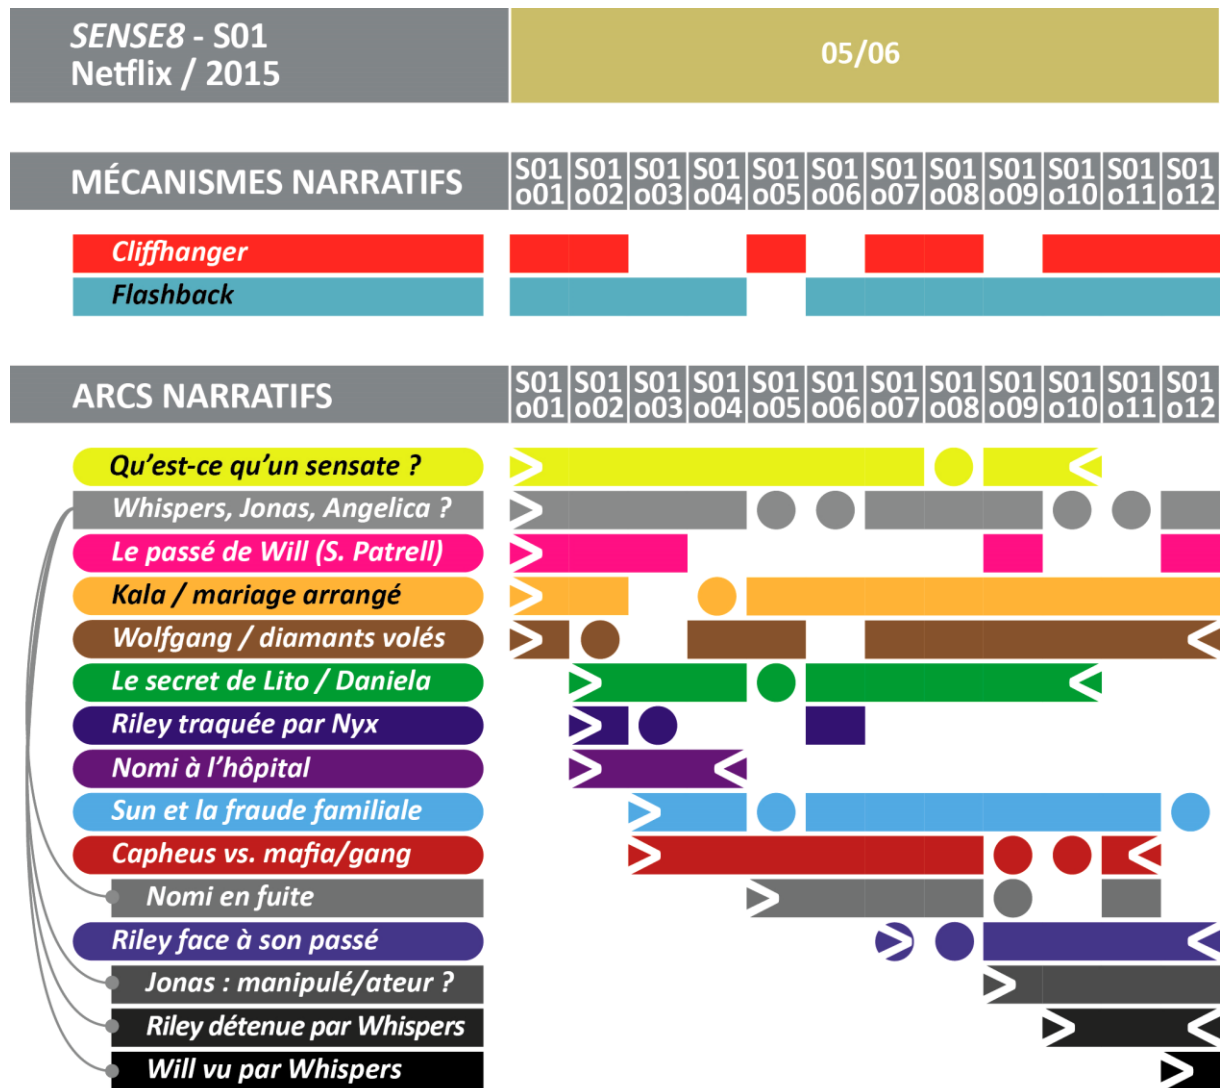 SENSE8 - S01
Netflix / 2015
05/06
MÉCANISMES NARRATIFS
S01 S01 S01 S01 S01 S01 S01 S01 S01 S01 S01 S01
o01 o02 o03 o04 o05 o06 o07 o08 o09 o10 o11 o12
Cliffhanger
Flashback
ARCS NARRATIFS
S01 S01 S01 S01 S01 S01 S01 S01 S01 S01 S01 S01
o01 o02 o03 o04 o05 o06 o07 o08 o09 o10 o11 o12
Qu'est-ce qu'un sensate ?
Whispers, Jonas, Angelica ?
Le passé de Will (S. Patrell)
Kala / mariage arrangé
Wolfgang / diamants volés
Le secret de Lito / Daniela
Riley traquée par Nyx
Nomi à l'hôpital
Sun et la fraude familiale
Capheus vs. mafia/gang
Nomi en fuite
Riley face à son passé
Jonas : manipulé/ateur ?
Riley détenue par Whispers
Will vu par Whispers